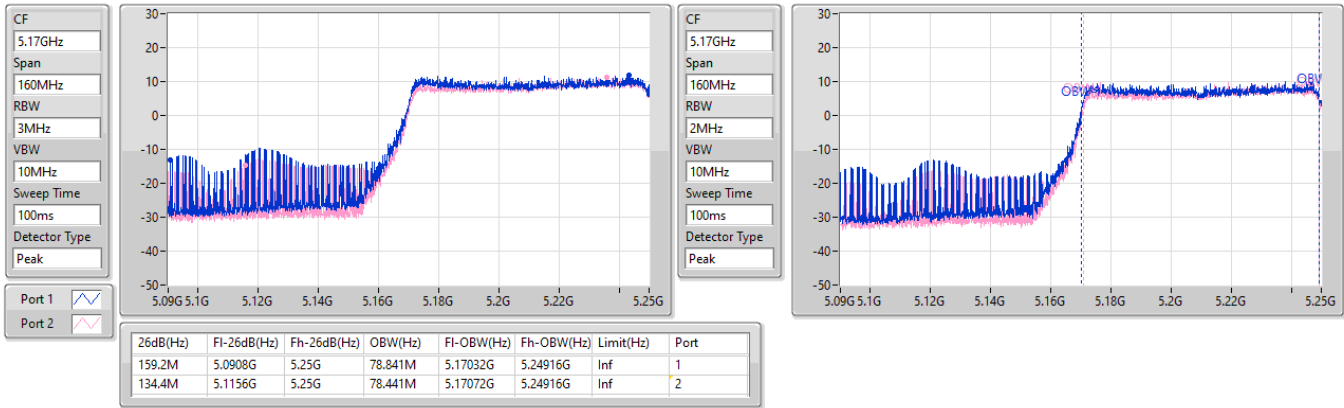 CF
5.17GHz
Span
160MHz
RBW
3MHz
VBW
10MHz
Sweep Time
100ms
Detector Type
Peak
Port 1
Port 2
30
20
10
0
-10
-20
-30
-40
-50
5.09G 5.1G 5.12G 5.14G 5.16G 5.18G 5.2G 5.22G 5.25G
CF
5.17GHz
Span
160MHz
RBW
2MHz
VBW
10MHz
Sweep Time
100ms
Detector Type
Peak
30
20
10
0
-10
-20
-30
-40
-50
OBW
OBW
5.09G 5.1G 5.12G 5.14G 5.16G 5.18G 5.2G 5.22G 5.25G
26dB(Hz) Fl-26dB(Hz) Fh-26dB(Hz) OBW(Hz) Fl-OBW(Hz) Fh-OBW(Hz) Limit(Hz) Port
159.2M 5.0908G 5.25G 78.841M 5.17032G 5.24916G Inf 1
134.4M 5.1156G 5.25G 78.441M 5.17072G 5.24916G Inf 2